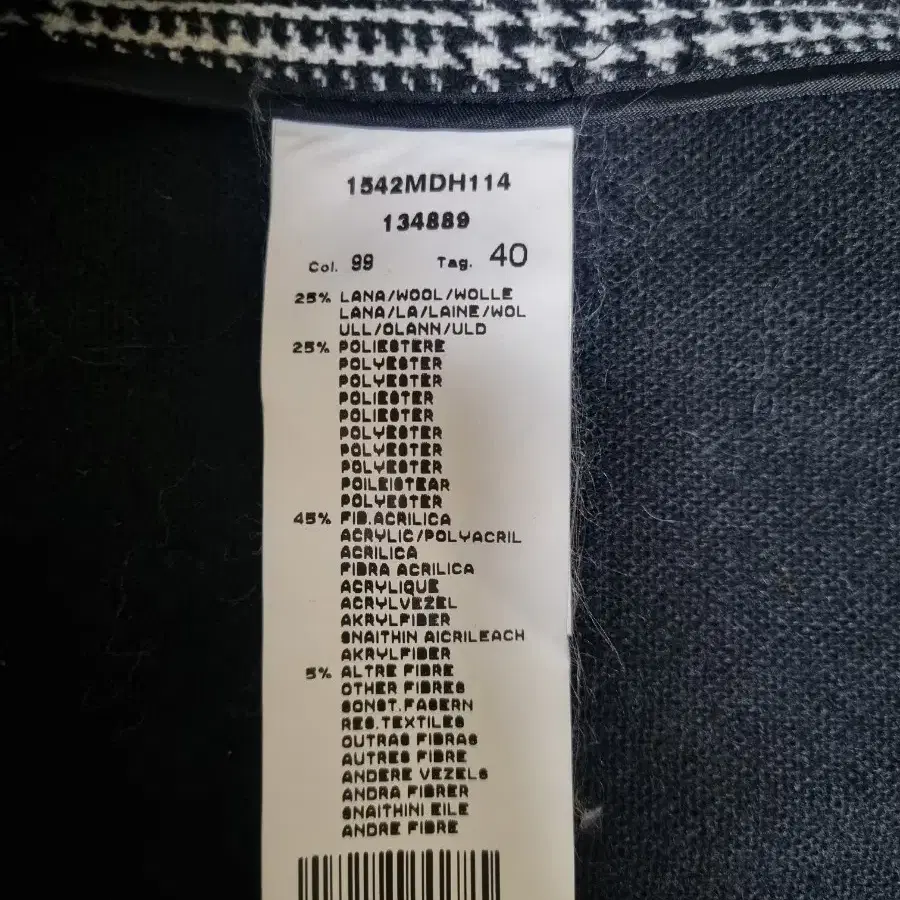 1542MDH114
134889
Col. 99 Tag. 40
25% LANA/WOOL/WOLLE
LANA/LA/LAINE/WOL
ULL/OLANN/ULD
25% POLIESTERE
POLYESTER
POLYESTER
POLIESTER
POLIESTER
POLYESTER
POLYESTER
POLYESTER
POILEISTEAR
POLYESTER
45% FIB.ACRILICA
ACRYLIC/POLYACRIL
ACRILICA
FIBRA ACRILICA
ACRYLIQUE
ACRYLVEZEL
AKRYLFIBER
SNAITHIN AICRILEACH
AKRYLFIBER
5% ALTRE FIBRE
OTHER FIBRES
SONST.FASERN
RES.TEXTILES
OUTRAS FIBRAS
AUTRES FIBRE
ANDERE VEZELS
ANDRA FIBRER
SNAITHINI EILE
ANDRE FIBRE